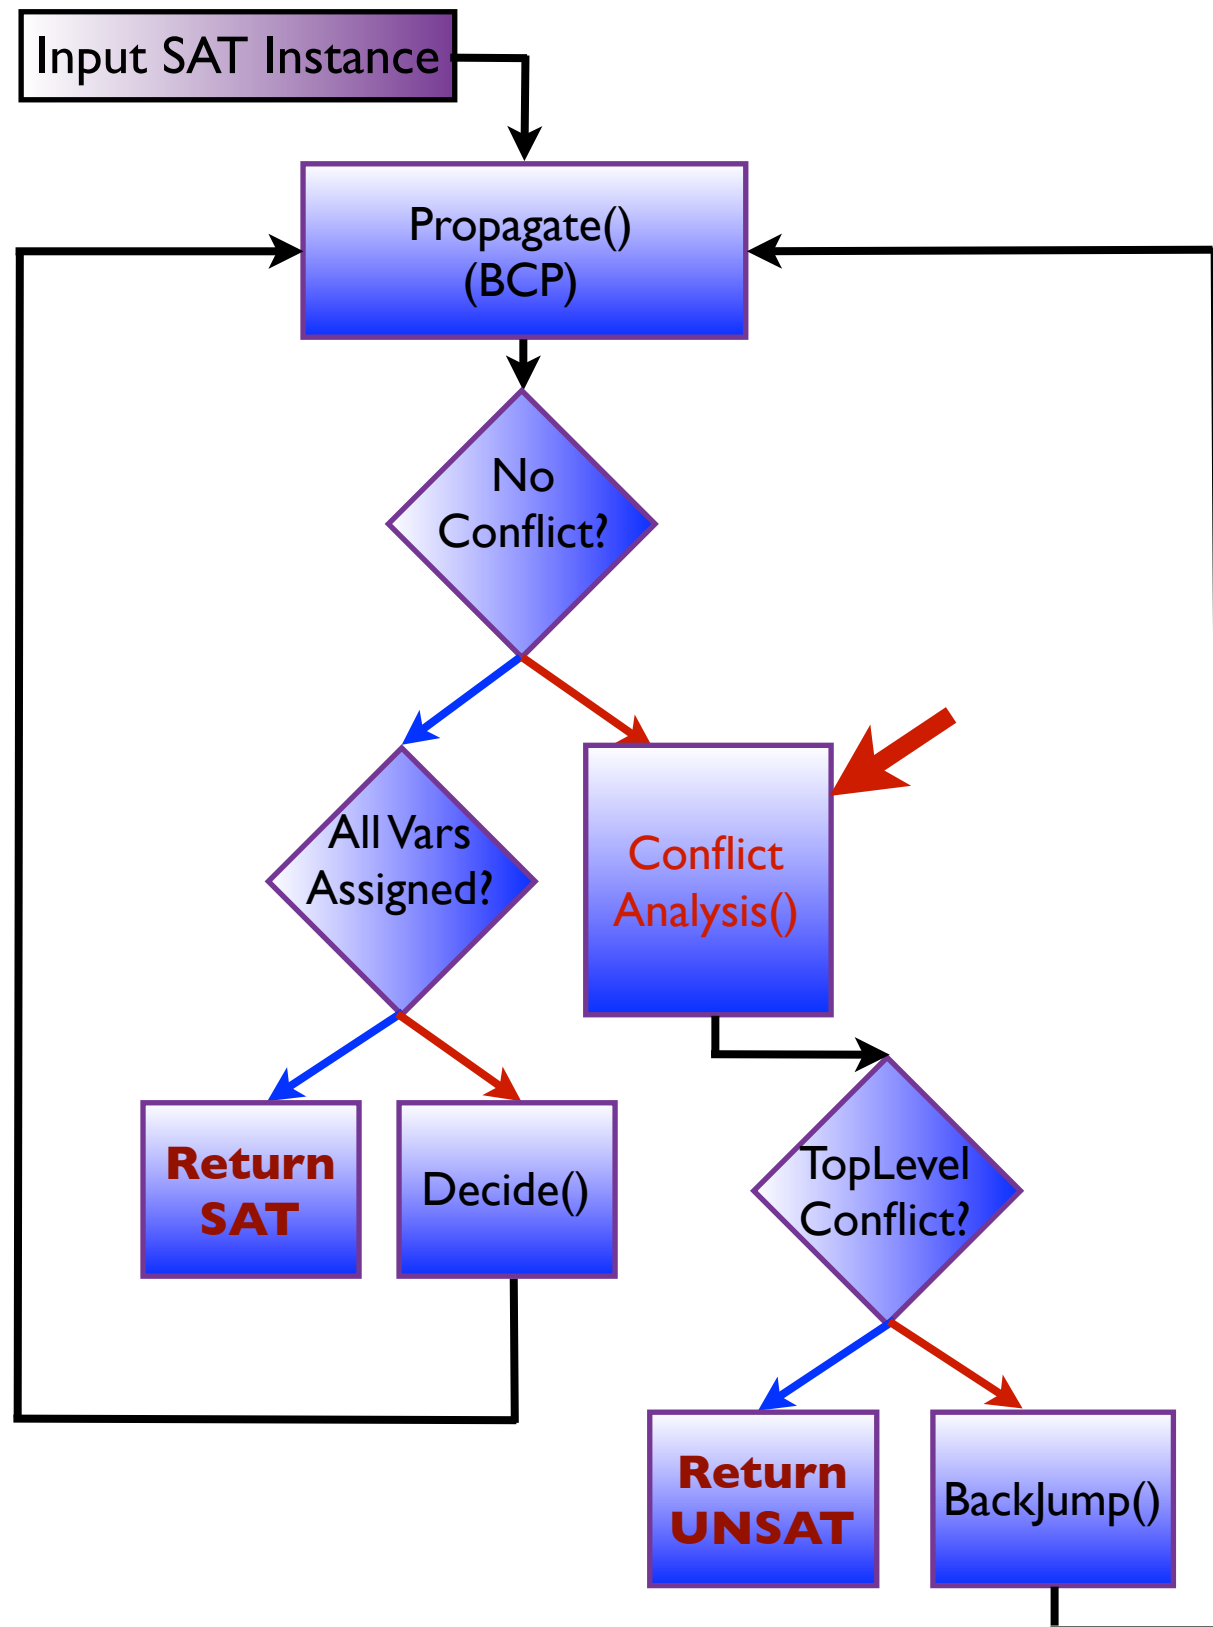 Input SAT Instance
Propagate()
(BCP)
No
Conflict?
All Vars
Assigned?
Conflict
Analysis()
Return
SAT
Decide()
TopLevel
Conflict?
Return
UNSAT
BackJump()